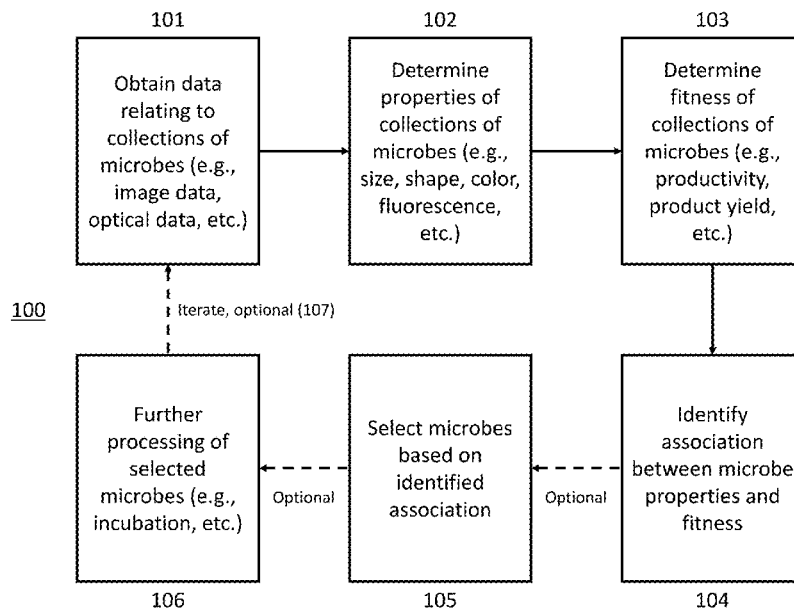 101
Obtain data
relating to
collections of
microbes (e.g.,
image data,
optical data, etc.)
102
Determine
properties of
collections of
microbes (e.g.,
size, shape, color,
fluorescence,
etc.)
103
Determine
fitness of
collections of
microbes (e.g.,
productivity,
product yield,
etc.)
100
Iterate, optional (107)
Identify
association
between microbe
properties and
fitness
104
Optional
Select microbes
based on
identified
association
105
Optional
Further
processing of
selected
microbes (e.g.,
incubation, etc.)
106